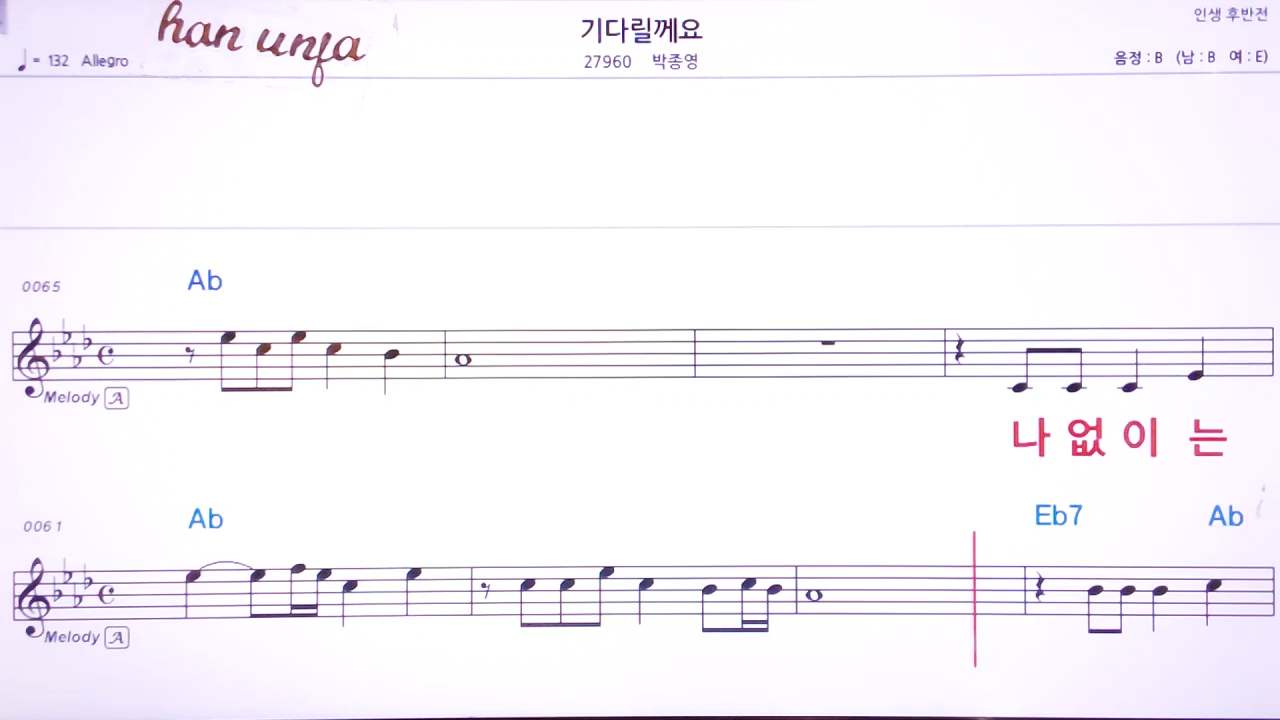 han unfa
기다릴께요
인생 후반전
= 132 Allegro
27960 박종영
음정 : B (남 : B 여 : E)
0065
Ab
Melody A
나 없 이 는
0061
Ab Eb7 Ab
Melody A